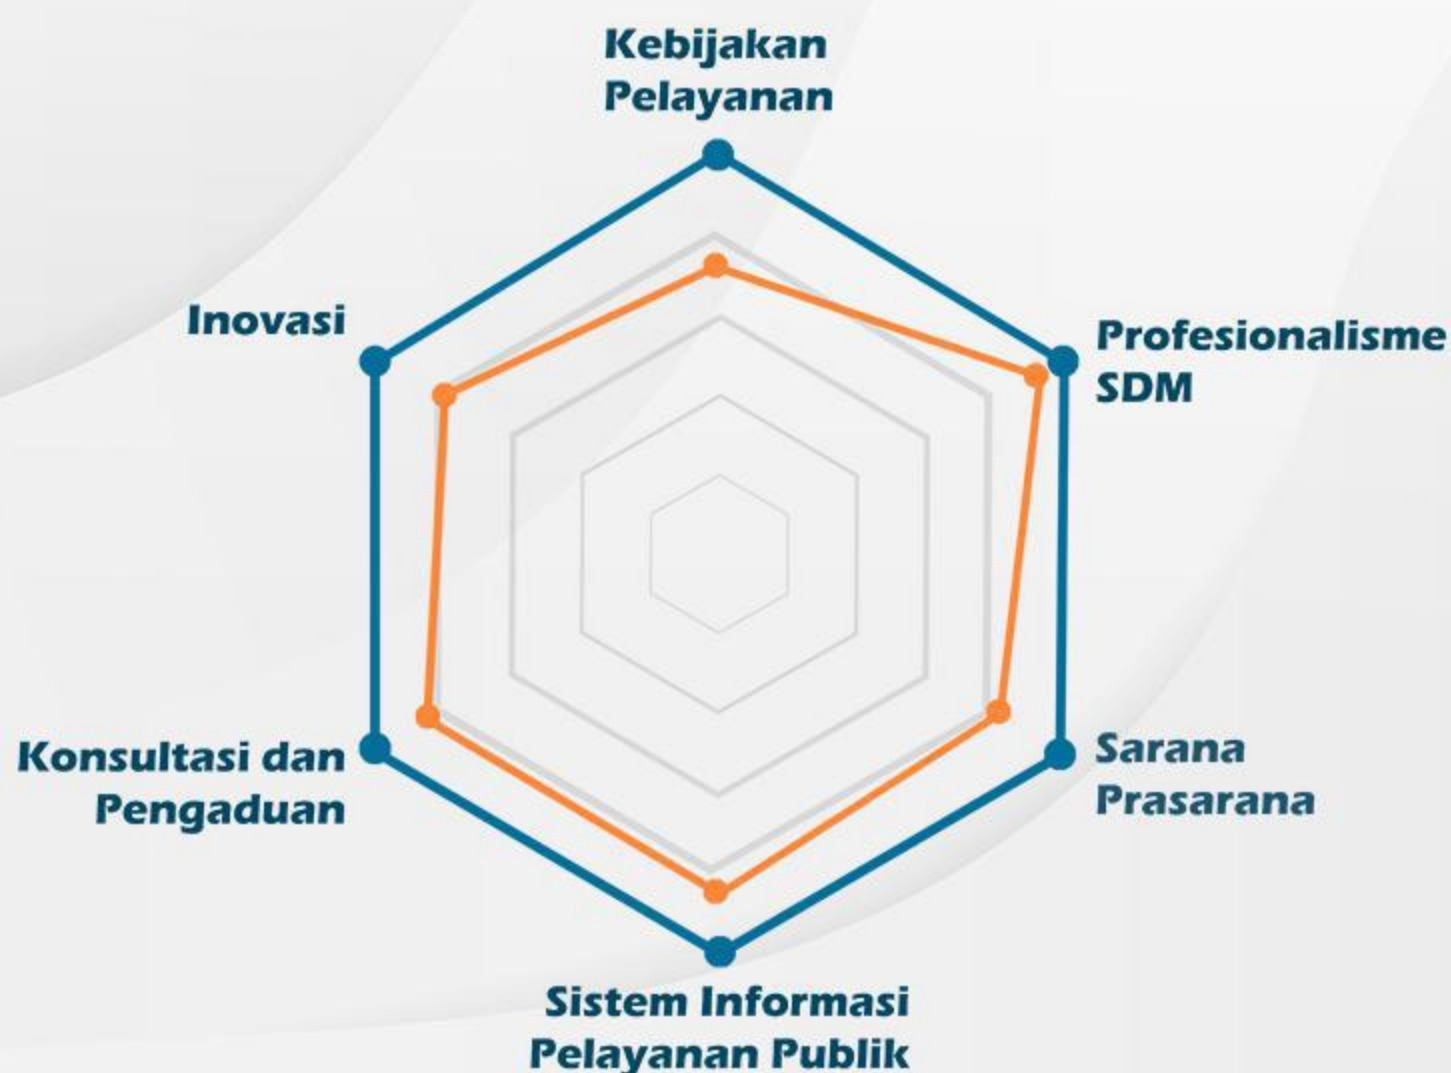 Kebijakan
Pelayanan
Inovasi
Profesionalisme
SDM
Konsultasi dan
Pengaduan
Sarana
Prasarana
Sistem Informasi
Pelayanan Publik